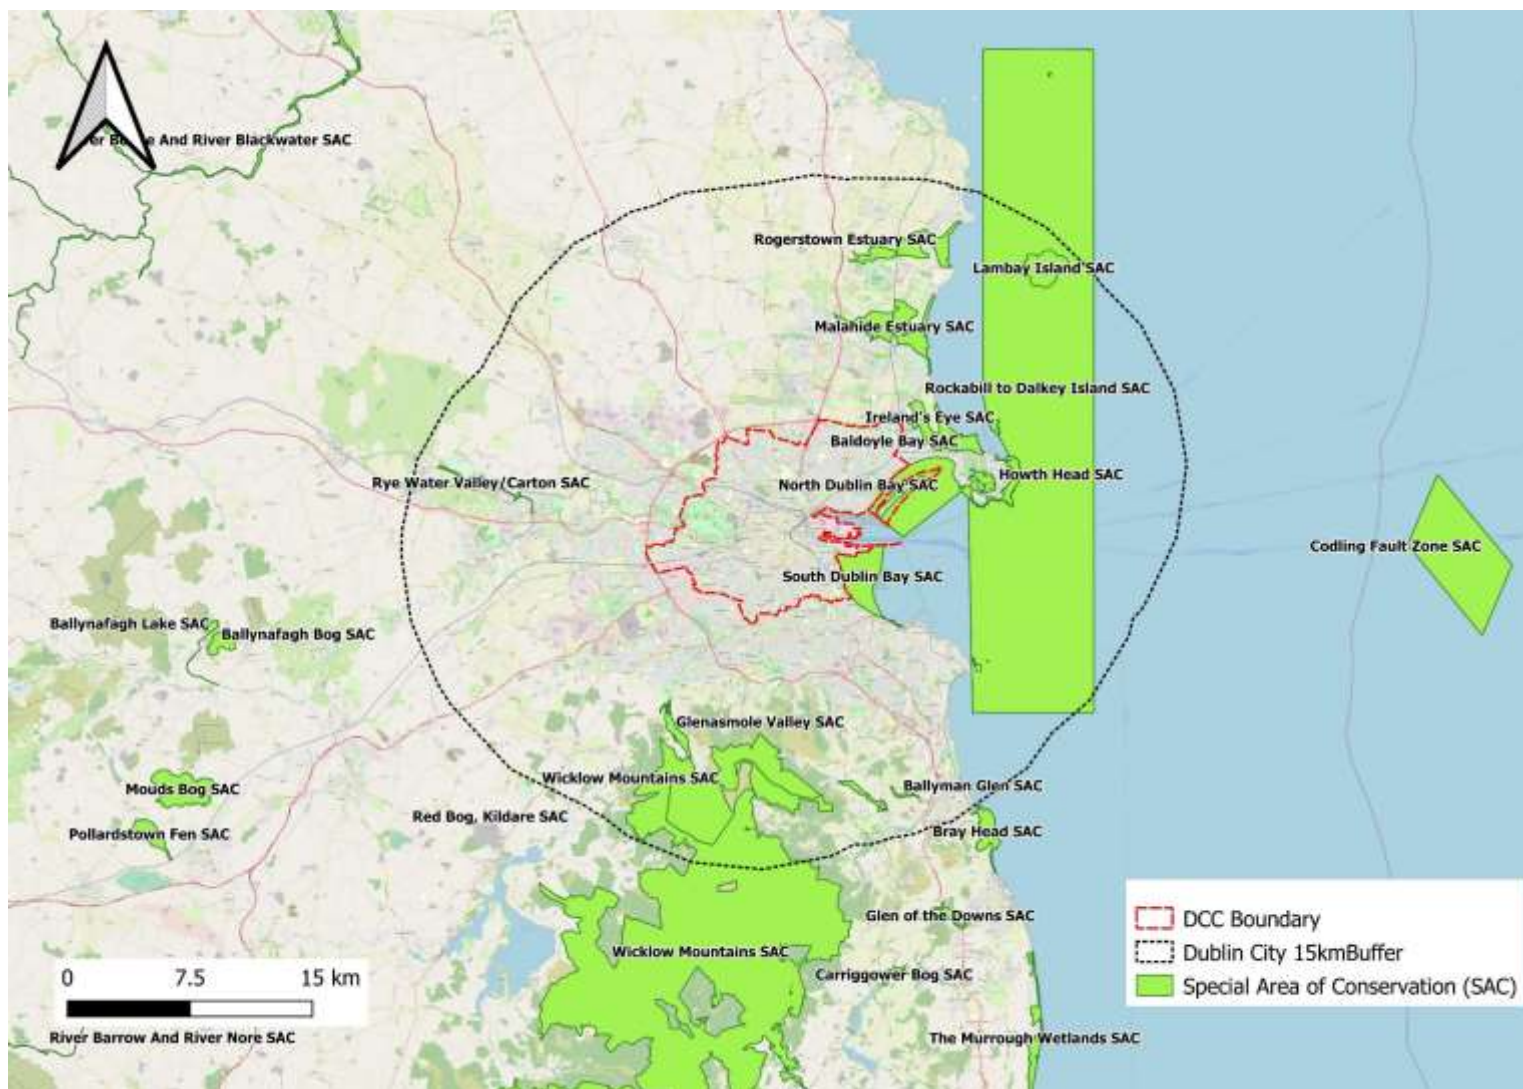 And River Blackwater SAC
Rogerstown Estuary SAC
Lambay Island SAC
Malahide Estuary SAC
Rockabill to Dalkey Island SAC
Ireland's Eye SAC
Baldoyle Bay SAC
Howth Head SAC
Rye Water Valley/Carton SAC
North Dublin Bay SAC
Codling Fault Zone SAC
South Dublin Bay SAC
Ballynafagh Lake SAC
Ballynafagh Bog SAC
Glenasmole Valley SAC
Wicklow Mountains SAC
Ballyman Glen SAC
Mouds Bog SAC
Red Bog, Kildare SAC
Pollardstown Fen SAC
Bray Head SAC
Glen of the Downs SAC
Wicklow Mountains SAC
Carriggower Bog SAC
The Murrough Wetlands SAC
River Barrow And River Nore SAC
0 7.5 15 km
DCC Boundary
Dublin City 15kmBuffer
Special Area of Conservation (SAC)